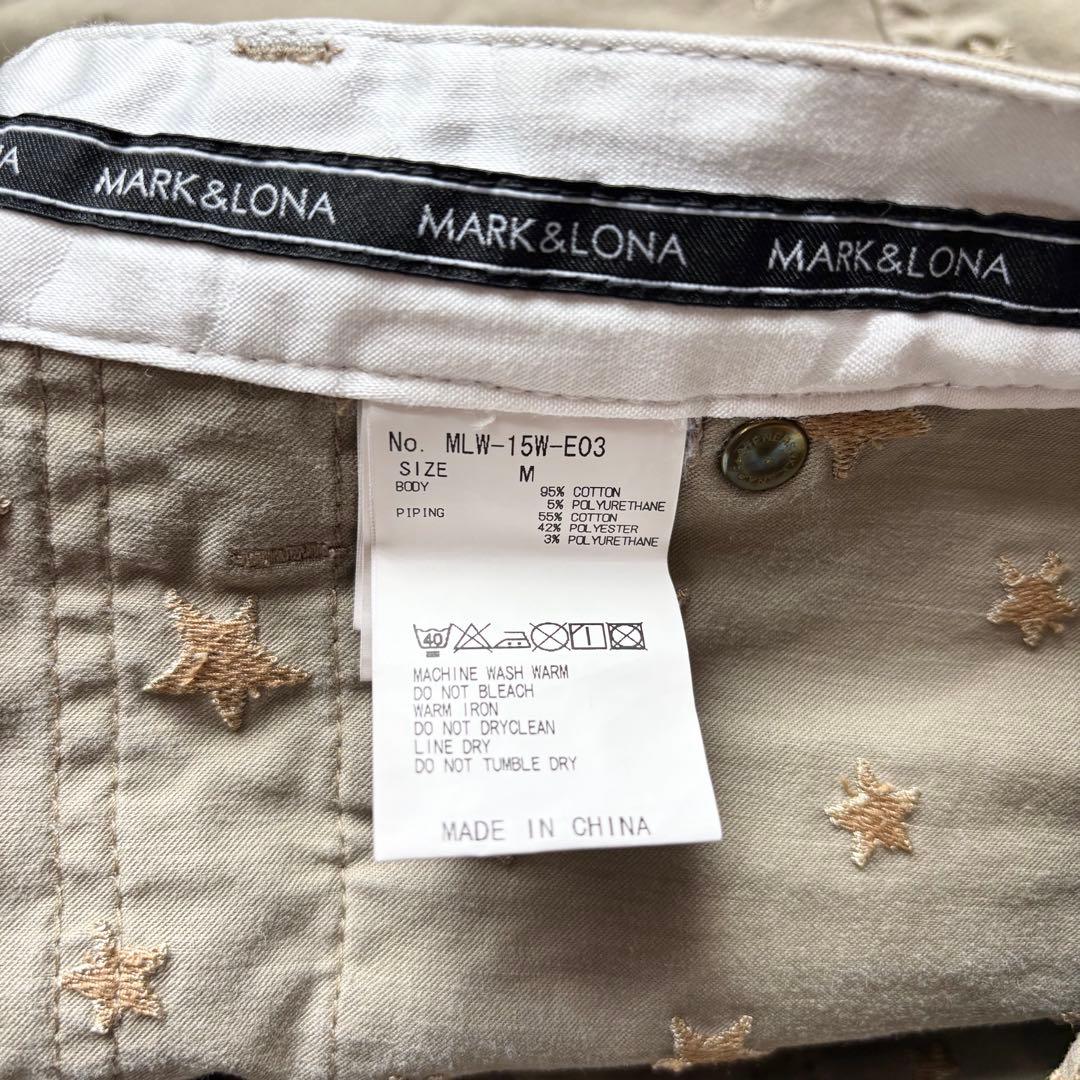 MARK&LONA MARK&LONA MARK&LONA
No. MLW-15W-E03
SIZE M
BODY 95% COTTON
5% POLYURETHANE
PIPING 55% COTTON
42% POLYESTER
3% POLYURETHANE
40
MACHINE WASH WARM
DO NOT BLEACH
WARM IRON
DO NOT DRYCLEAN
LINE DRY
DO NOT TUMBLE DRY
MADE IN CHINA